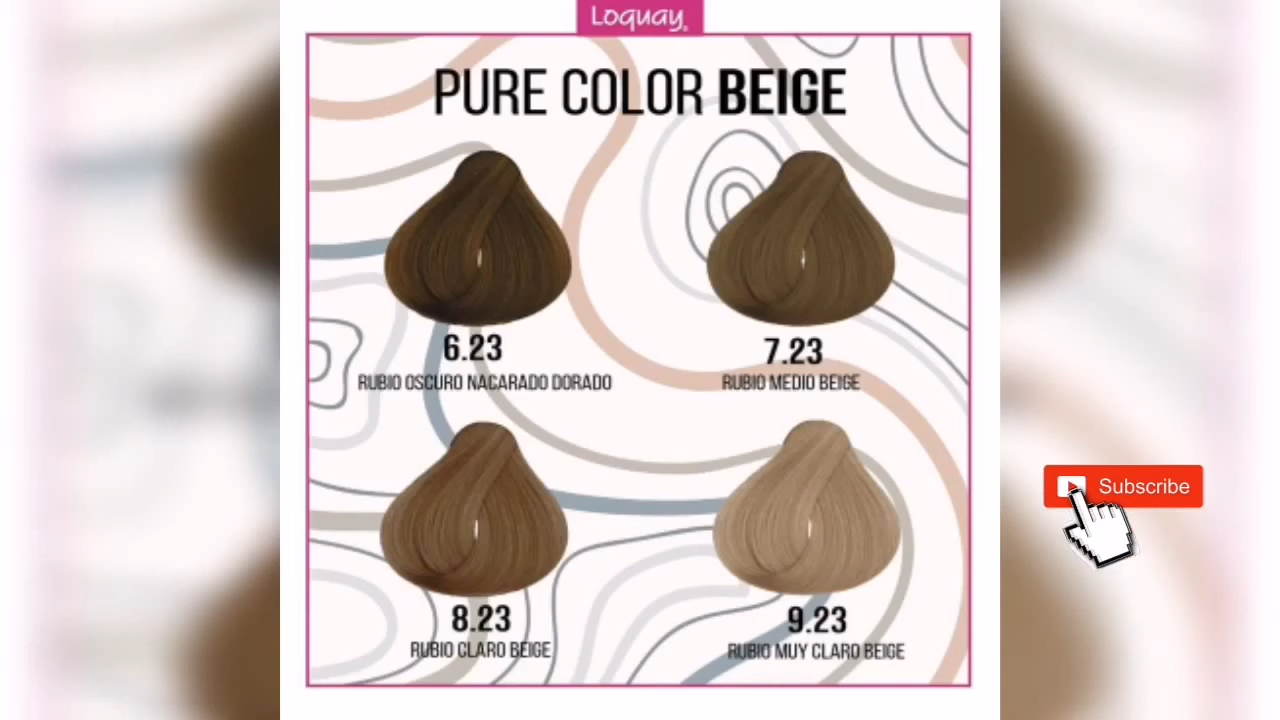 Loquay®
PURE COLOR BEIGE
6.23
RUBIO OSCURO NACARADO DORADO
7.23
RUBIO MEDIO BEIGE
8.23
RUBIO CLARO BEIGE
9.23
RUBIO MUY CLARO BEIGE
Subscribe